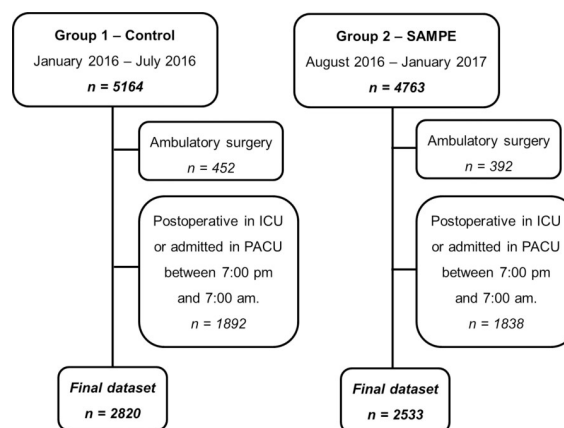 Group 1 – Control
January 2016 – July 2016
n = 5164
Ambulatory surgery
n = 452
Postoperative in ICU
or admitted in PACU
between 7:00 pm
and 7:00 am.
n = 1892
Final dataset
n = 2820
Group 2 – SAMPE
August 2016 – January 2017
n = 4763
Ambulatory surgery
n = 392
Postoperative in ICU
or admitted in PACU
between 7:00 pm
and 7:00 am.
n = 1838
Final dataset
n = 2533